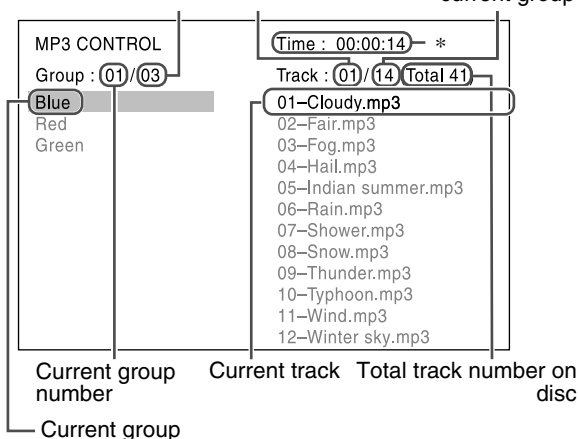 current group
MP3 CONTROL
Time : 00:00:14 *
Group : 01/03
Track : 01/14 Total 41
Blue
Red
Green
01–Cloudy.mp3
02–Fair.mp3
03–Fog.mp3
04–Hail.mp3
05–Indian summer.mp3
06–Rain.mp3
07–Shower.mp3
08–Snow.mp3
09–Thunder.mp3
10–Typhoon.mp3
11–Wind.mp3
12–Winter sky.mp3
Current group
number
Current track
Total track number on
disc
Current group